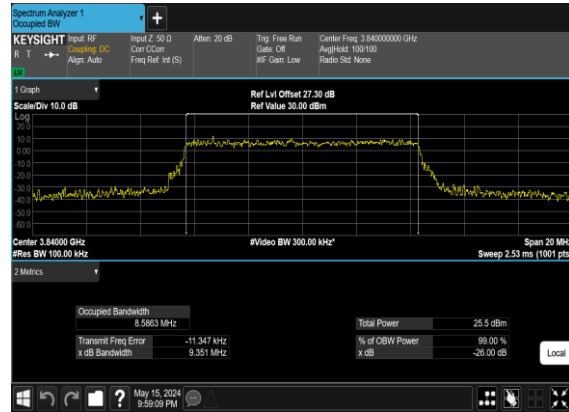 Spectrum Analyzer 1
Occupied BW
KEYSIGHT Input: RF Input Z: 50 Ω Atten: 20 dB Trig: Free Run Center Freq: 3.840000000 GHz
R T Coupling: DC Corr CCorr Gate: Off Avg|Hold: 100/100
Align: Auto Freq Ref: Int (S) #IF Gain: Low Radio Std: None
1 Graph
Ref Lvl Offset 27.30 dB
Scale/Div 10.0 dB Ref Value 30.00 dBm
Log
20.0
10.0
0.00
-10.0
-20.0
-30.0
-40.0
-50.0
-60.0
Center 3.84000 GHz #Video BW 300.00 kHz* Span 20 MHz
#Res BW 100.00 kHz Sweep 2.53 ms (1001 pts
2 Metrics
Occupied Bandwidth
8.5863 MHz Total Power 25.5 dBm
Transmit Freq Error -11.347 kHz % of OBW Power 99.00 %
x dB Bandwidth 9.351 MHz x dB -26.00 dB
Local
May 15, 2024
9:59:09 PM